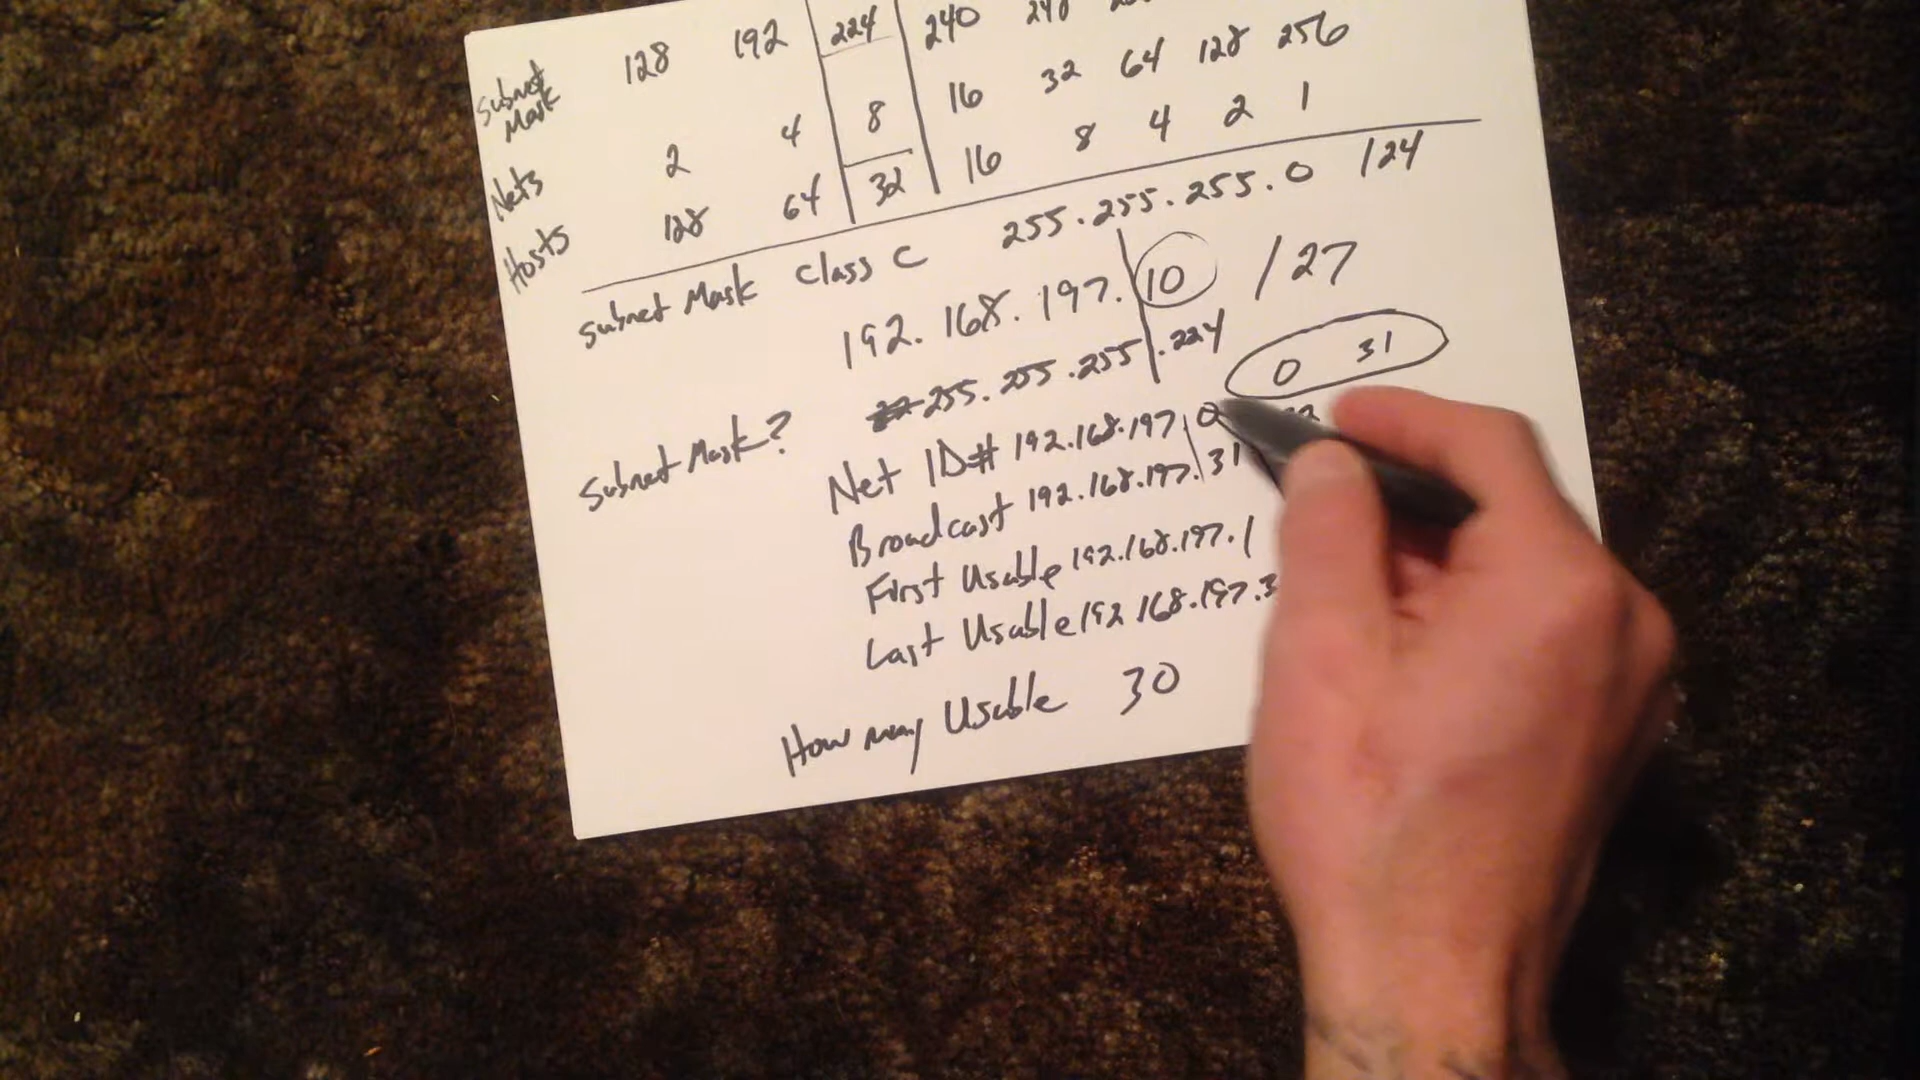 Subnet Mask 128 192 224 240
Nets 2 4 8 16 32 64 128 256
Hosts 128 64 32 16 8 4 2 1
Subnet Mask Class C 255.255.255.0 /24
192.168.197.10 /27
Subnet Mask? 255.255.255.224
0 31
Net ID# 192.168.197.0
Broadcast 192.168.197.31
First Usable 192.168.197.1
Last Usable 192.168.197.3
How many Usable 30